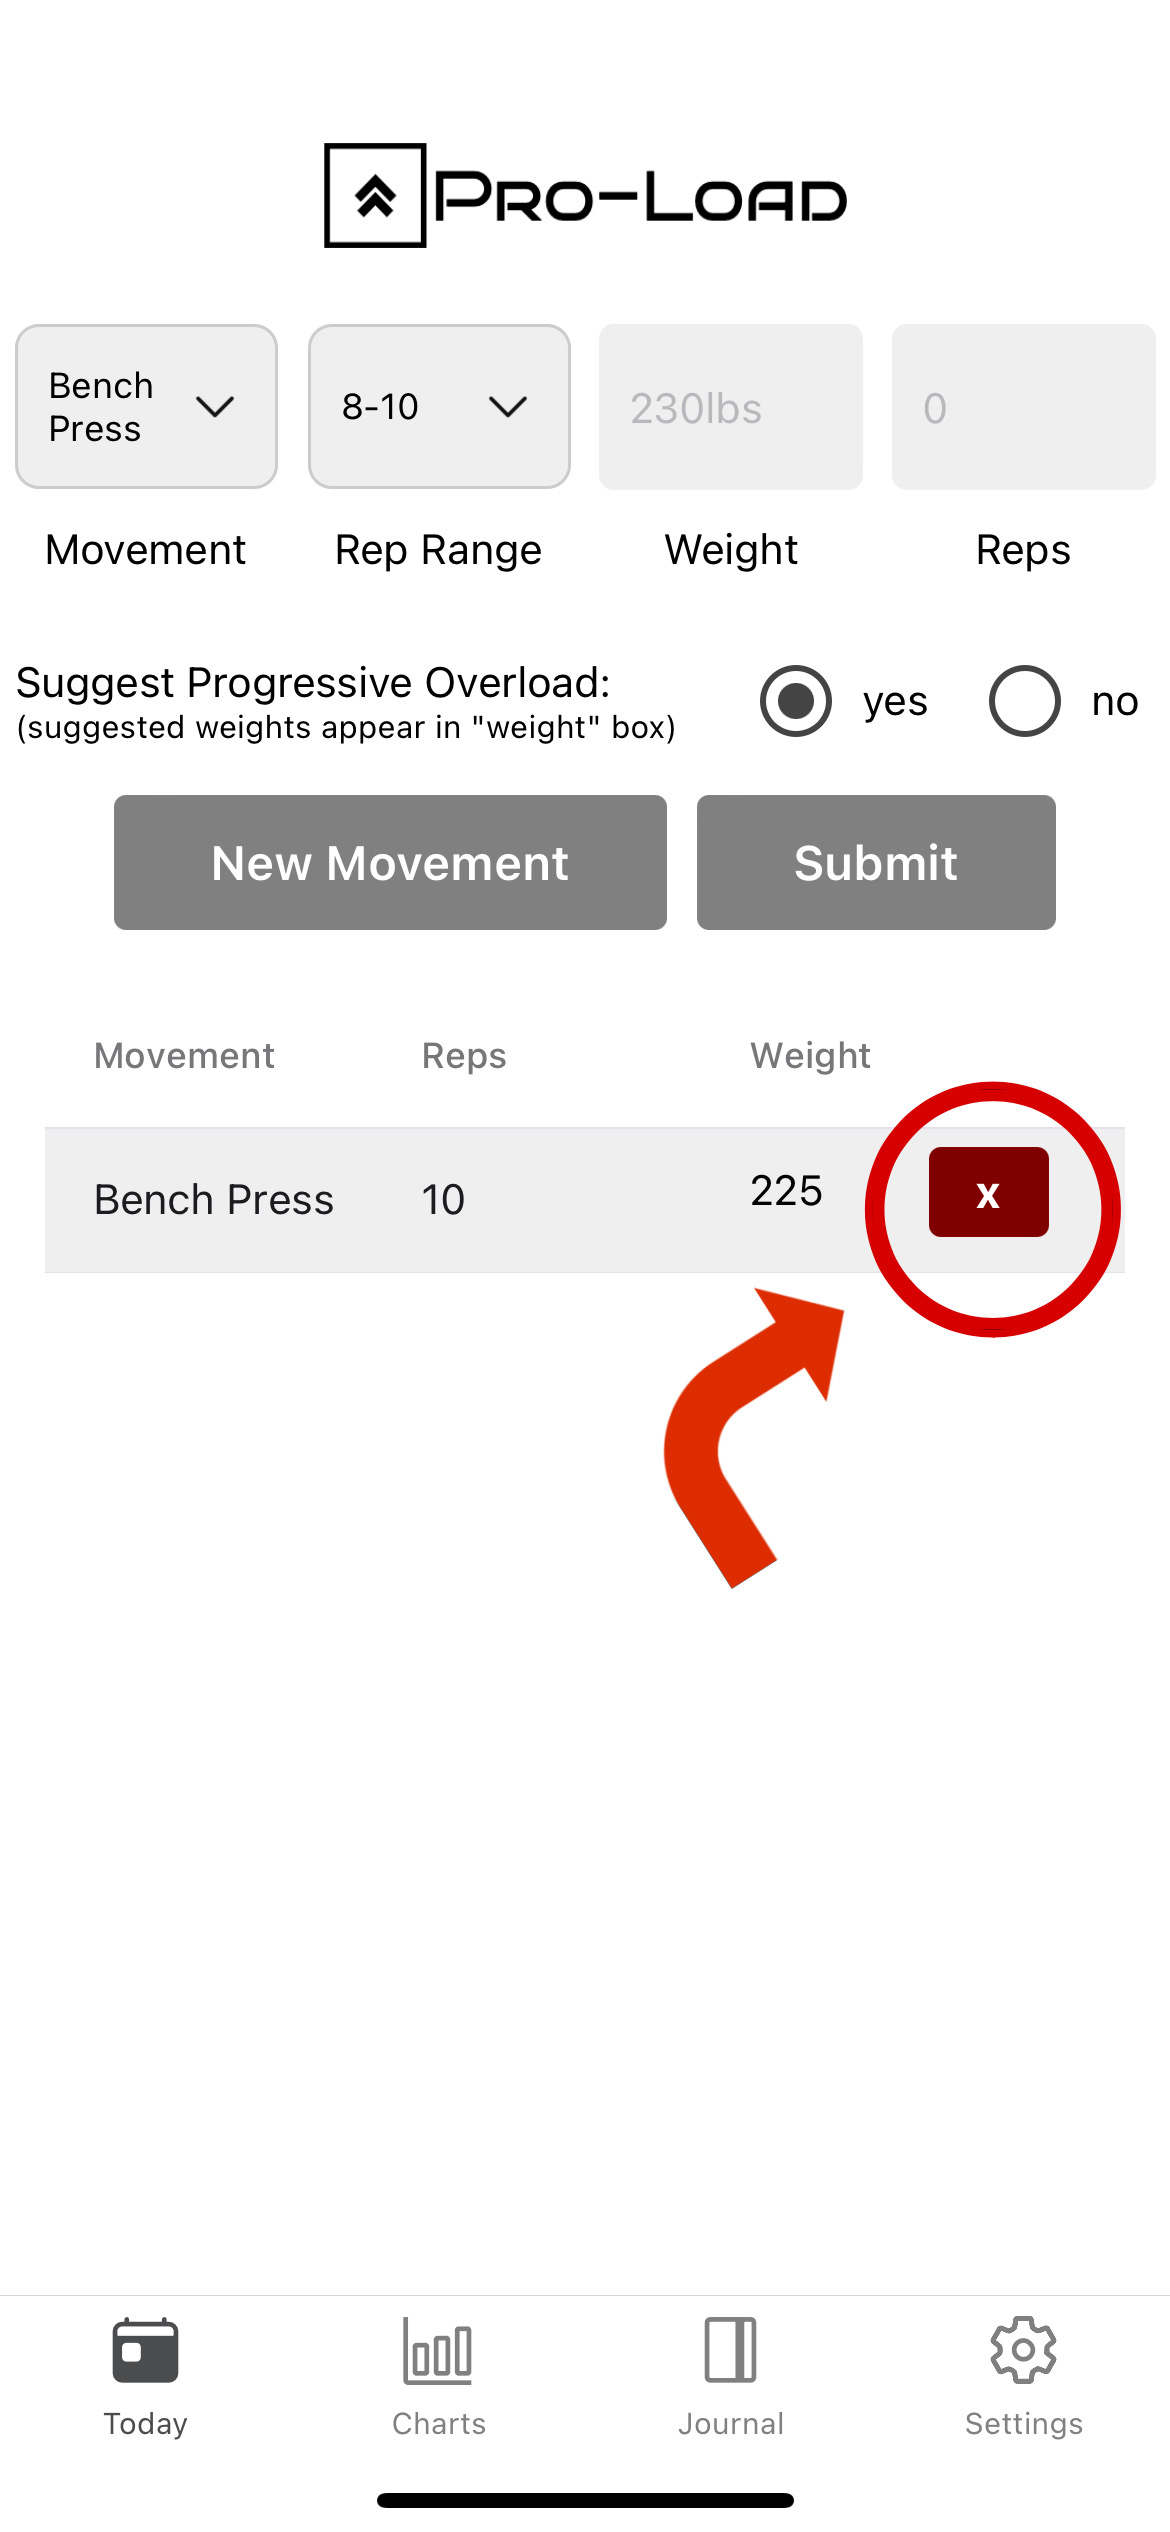 Pro-Load
Bench
Press
8-10
230lbs
0
Movement
Rep Range
Weight
Reps
Suggest Progressive Overload:
(suggested weights appear in "weight" box)
yes
no
New Movement
Submit
Movement
Reps
Weight
Bench Press
10
225
x
Today
Charts
Journal
Settings